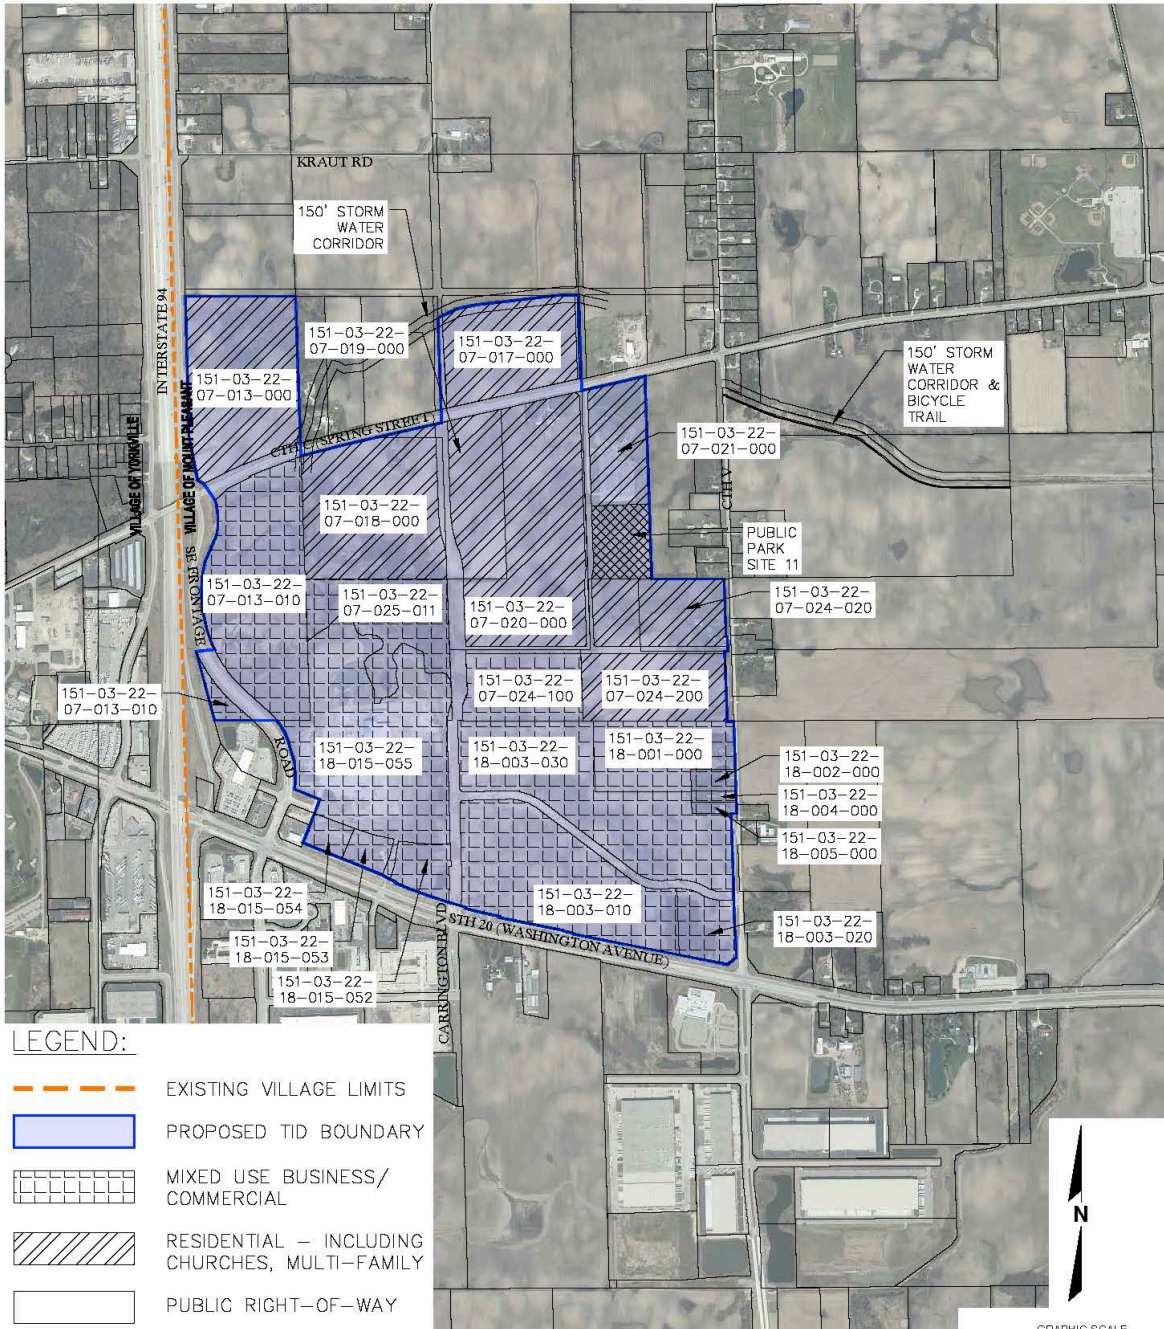 KRAUT RD
150' STORM
WATER
CORRIDOR
INTERSTATE 94
151-03-22-
07-019-000
151-03-22-
07-017-000
151-03-22-
07-013-000
150' STORM
WATER
CORRIDOR &
BICYCLE
TRAIL
VILLAGE OF YORKVILLE
VILLAGE OF MOUNT PLEASANT
CTH C (SPRING STREET)
151-03-22-
07-021-000
CTH V
151-03-22-
07-018-000
PUBLIC
PARK
SITE 11
SE FRONTAGE
ROAD
151-03-22-
07-013-010
151-03-22-
07-025-011
151-03-22-
07-020-000
151-03-22-
07-024-020
151-03-22-
07-013-010
151-03-22-
07-024-100
151-03-22-
07-024-200
151-03-22-
18-015-055
151-03-22-
18-003-030
151-03-22-
18-001-000
151-03-22-
18-002-000
151-03-22-
18-004-000
151-03-22-
18-005-000
151-03-22-
18-015-054
151-03-22-
18-015-053
151-03-22-
18-015-052
151-03-22-
18-003-010
151-03-22-
18-003-020
CARRINGTON BLVD
STH 20 (WASHINGTON AVENUE)
LEGEND:
EXISTING VILLAGE LIMITS
PROPOSED TID BOUNDARY
MIXED USE BUSINESS/
COMMERCIAL
RESIDENTIAL – INCLUDING
CHURCHES, MULTI-FAMILY
PUBLIC RIGHT-OF-WAY
N
GRAPHIC SCALE